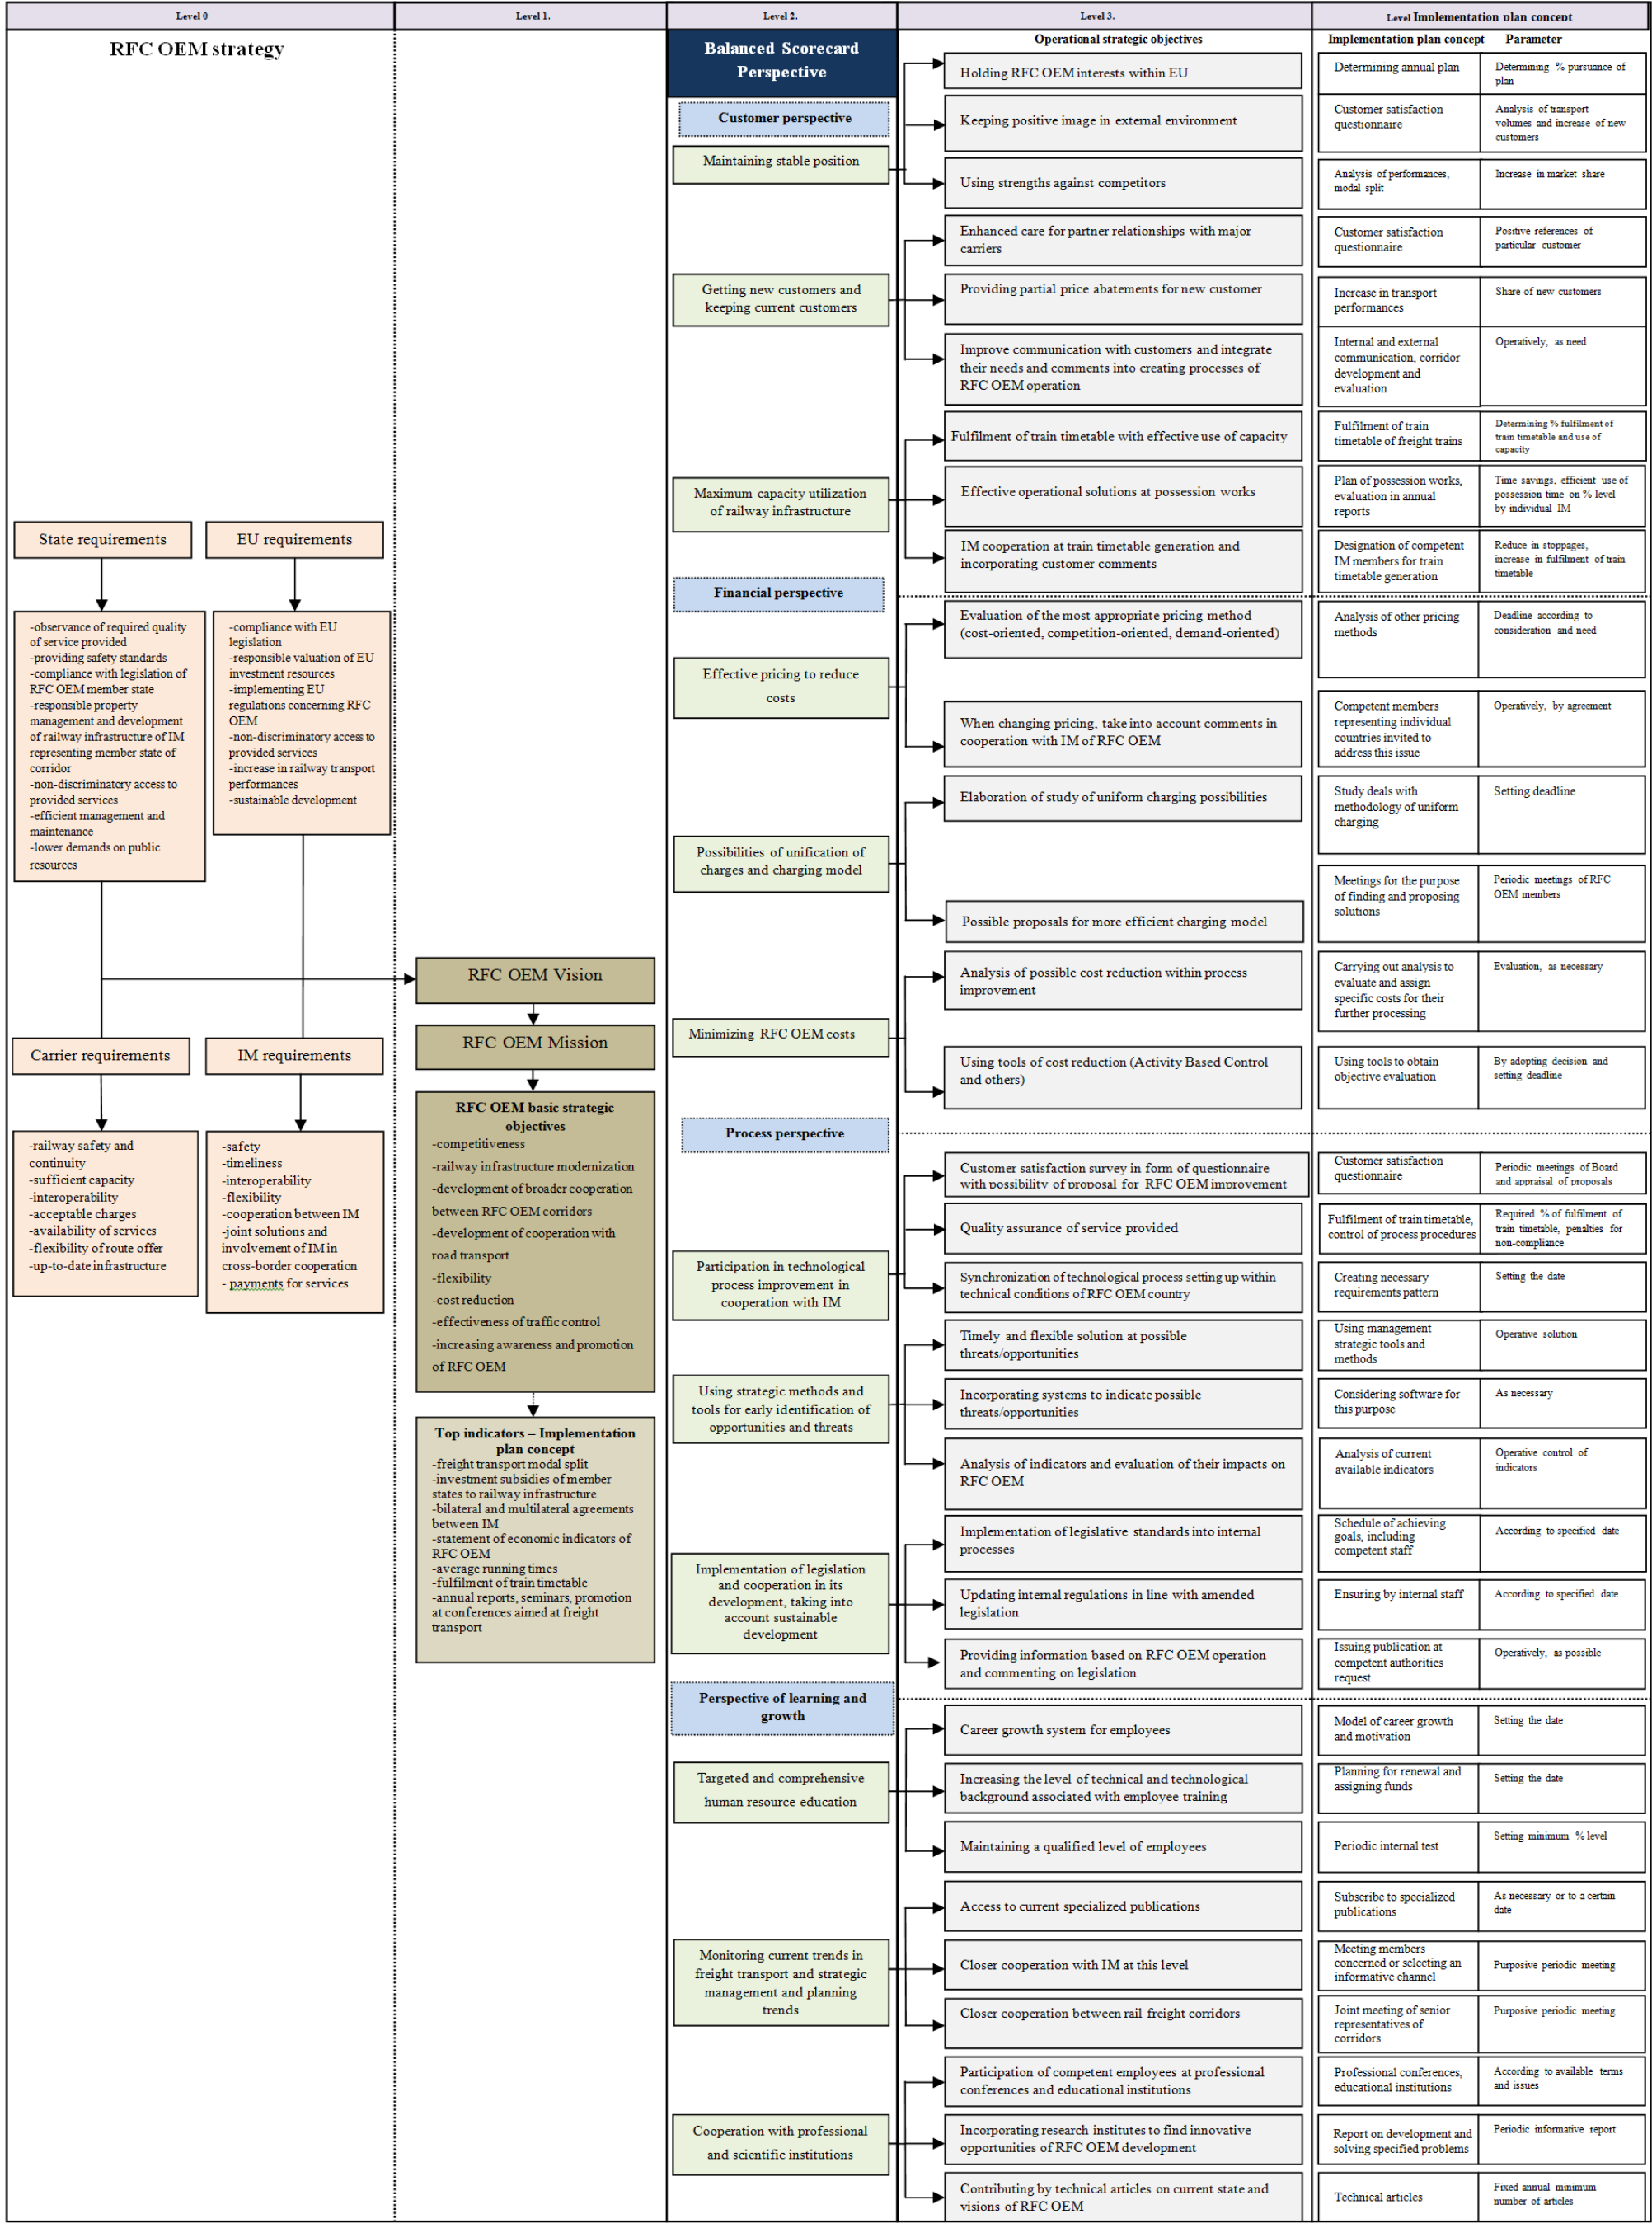 Level 0
Level 1.
Level 2.
Level 3.
Level Implementation plan concept
RFC OEM strategy
State requirements
EU requirements
-observance of required quality
of service provided
-providing safety standards
-compliance with legislation of
RFC OEM member state
-responsible property
management and development
of railway infrastructure of IM
representing member state of
corridor
-non-discriminatory access to
provided services
-efficient management and
maintenance
-lower demands on public
resources
-compliance with EU
legislation
-responsible valuation of EU
investment resources
-implementing EU
regulations concerning RFC
OEM
-non-discriminatory access to
provided services
-increase in railway transport
performances
-sustainable development
Carrier requirements
IM requirements
-railway safety and
continuity
-sufficient capacity
-interoperability
-acceptable charges
-availability of services
-flexibility of route offer
-up-to-date infrastructure
-safety
-timeliness
-interoperability
-flexibility
-cooperation between IM
-joint solutions and
involvement of IM in
cross-border cooperation
- payments for services
RFC OEM Vision
RFC OEM Mission
RFC OEM basic strategic
objectives
-competitiveness
-railway infrastructure modernization
-development of broader cooperation
between RFC OEM corridors
-development of cooperation with
road transport
-flexibility
-cost reduction
-effectiveness of traffic control
-increasing awareness and promotion
of RFC OEM
Top indicators – Implementation
plan concept
-freight transport modal split
-investment subsidies of member
states to railway infrastructure
-bilateral and multilateral agreements
between IM
-statement of economic indicators of
RFC OEM
-average running times
-fulfilment of train timetable
-annual reports, seminars, promotion
at conferences aimed at freight
transport
Balanced Scorecard
Perspective
Customer perspective
Maintaining stable position
Getting new customers and
keeping current customers
Maximum capacity utilization
of railway infrastructure
Financial perspective
Effective pricing to reduce
costs
Possibilities of unification of
charges and charging model
Minimizing RFC OEM costs
Process perspective
Participation in technological
process improvement in
cooperation with IM
Using strategic methods and
tools for early identification of
opportunities and threats
Implementation of legislation
and cooperation in its
development, taking into
account sustainable
development
Perspective of learning and
growth
Targeted and comprehensive
human resource education
Monitoring current trends in
freight transport and strategic
management and planning
trends
Cooperation with professional
and scientific institutions
Operational strategic objectives
Holding RFC OEM interests within EU
Keeping positive image in external environment
Using strengths against competitors
Enhanced care for partner relationships with major
carriers
Providing partial price abatements for new customer
Improve communication with customers and integrate
their needs and comments into creating processes of
RFC OEM operation
Fulfilment of train timetable with effective use of capacity
Effective operational solutions at possession works
IM cooperation at train timetable generation and
incorporating customer comments
Evaluation of the most appropriate pricing method
(cost-oriented, competition-oriented, demand-oriented)
When changing pricing, take into account comments in
cooperation with IM of RFC OEM
Elaboration of study of uniform charging possibilities
Possible proposals for more efficient charging model
Analysis of possible cost reduction within process
improvement
Using tools of cost reduction (Activity Based Control
and others)
Customer satisfaction survey in form of questionnaire
with possibility of proposal for RFC OEM improvement
Quality assurance of service provided
Synchronization of technological process setting up within
technical conditions of RFC OEM country
Timely and flexible solution at possible
threats/opportunities
Incorporating systems to indicate possible
threats/opportunities
Analysis of indicators and evaluation of their impacts on
RFC OEM
Implementation of legislative standards into internal
processes
Updating internal regulations in line with amended
legislation
Providing information based on RFC OEM operation
and commenting on legislation
Career growth system for employees
Increasing the level of technical and technological
background associated with employee training
Maintaining a qualified level of employees
Access to current specialized publications
Closer cooperation with IM at this level
Closer cooperation between rail freight corridors
Participation of competent employees at professional
conferences and educational institutions
Incorporating research institutes to find innovative
opportunities of RFC OEM development
Contributing by technical articles on current state and
visions of RFC OEM
Implementation plan concept
Parameter
Determining annual plan
Determining % pursuance of
plan
Customer satisfaction
questionnaire
Analysis of transport
volumes and increase of new
customers
Analysis of performances,
modal split
Increase in market share
Customer satisfaction
questionnaire
Positive references of
particular customer
Increase in transport
performances
Share of new customers
Internal and external
communication, corridor
development and
evaluation
Operatively, as need
Fulfilment of train
timetable of freight trains
Determining % fulfilment of
train timetable and use of
capacity
Plan of possession works,
evaluation in annual
reports
Time savings, efficient use of
possession time on % level
by individual IM
Designation of competent
IM members for train
timetable generation
Reduce in stoppages,
increase in fulfilment of train
timetable
Analysis of other pricing
methods
Deadline according to
consideration and need
Competent members
representing individual
countries invited to
address this issue
Operatively, by agreement
Study deals with
methodology of uniform
charging
Setting deadline
Meetings for the purpose
of finding and proposing
solutions
Periodic meetings of RFC
OEM members
Carrying out analysis to
evaluate and assign
specific costs for their
further processing
Evaluation, as necessary
Using tools to obtain
objective evaluation
By adopting decision and
setting deadline
Customer satisfaction
questionnaire
Periodic meetings of Board
and appraisal of proposals
Fulfilment of train timetable,
control of process procedures
Required % of fulfilment of
train timetable, penalties for
non-compliance
Creating necessary
requirements pattern
Setting the date
Using management
strategic tools and
methods
Operative solution
Considering software for
this purpose
As necessary
Analysis of current
available indicators
Operative control of
indicators
Schedule of achieving
goals, including
competent staff
According to specified date
Ensuring by internal staff
According to specified date
Issuing publication at
competent authorities
request
Operatively, as possible
Model of career growth
and motivation
Setting the date
Planning for renewal and
assigning funds
Setting the date
Periodic internal test
Setting minimum % level
Subscribe to specialized
publications
As necessary or to a certain
date
Meeting members
concerned or selecting an
informative channel
Purposive periodic meeting
Joint meeting of senior
representatives of
corridors
Purposive periodic meeting
Professional conferences,
educational institutions
According to available terms
and issues
Report on development and
solving specified problems
Periodic informative report
Technical articles
Fixed annual minimum
number of articles